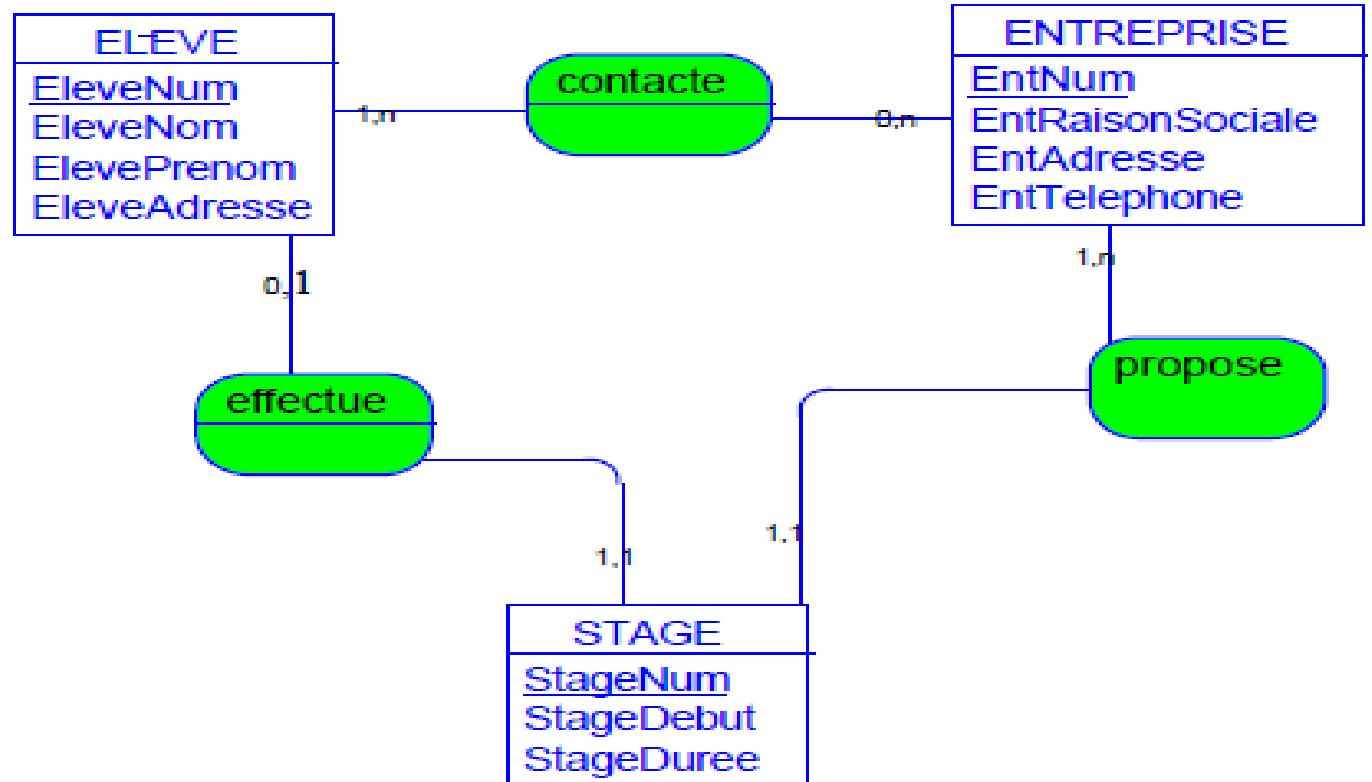 ELEVE
EleveNum
EleveNom
ElevePrenom
EleveAdresse
1,n
contacte
0,n
ENTREPRISE
EntNum
EntRaisonSociale
EntAdresse
EntTelephone
0,1
1,n
effectue
propose
1,1
1,1
STAGE
StageNum
StageDebut
StageDuree